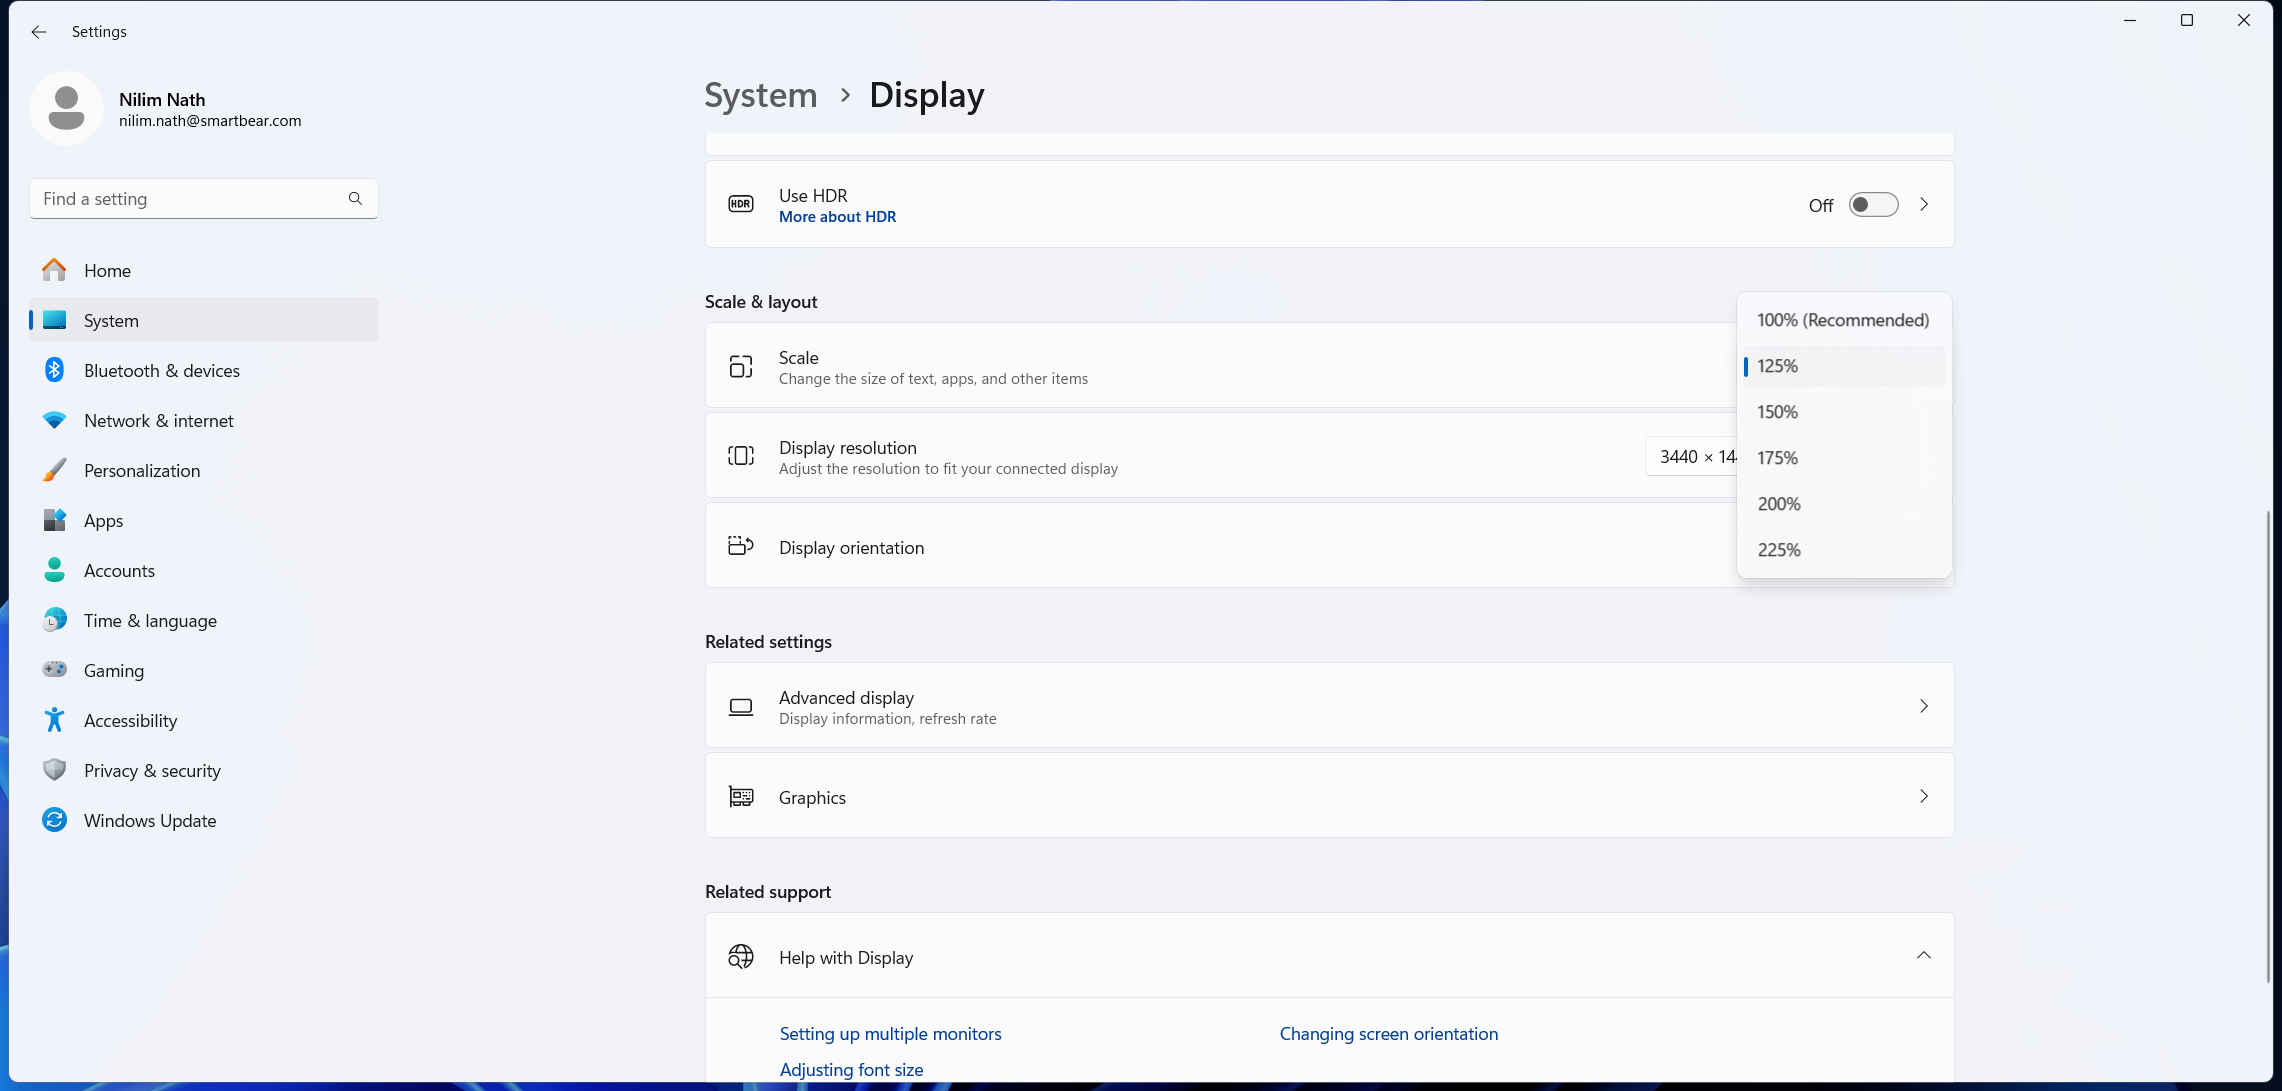 Settings
Nilim Nath
nilim.nath@smartbear.com
Find a setting
Home
System
Bluetooth & devices
Network & internet
Personalization
Apps
Accounts
Time & language
Gaming
Accessibility
Privacy & security
Windows Update
System > Display
HDR
Use HDR
More about HDR
Off
Scale & layout
Scale
Change the size of text, apps, and other items
100% (Recommended)
125%
150%
175%
200%
225%
Display resolution
Adjust the resolution to fit your connected display
3440 × 14
Display orientation
Related settings
Advanced display
Display information, refresh rate
Graphics
Related support
Help with Display
Setting up multiple monitors
Changing screen orientation
Adjusting font size